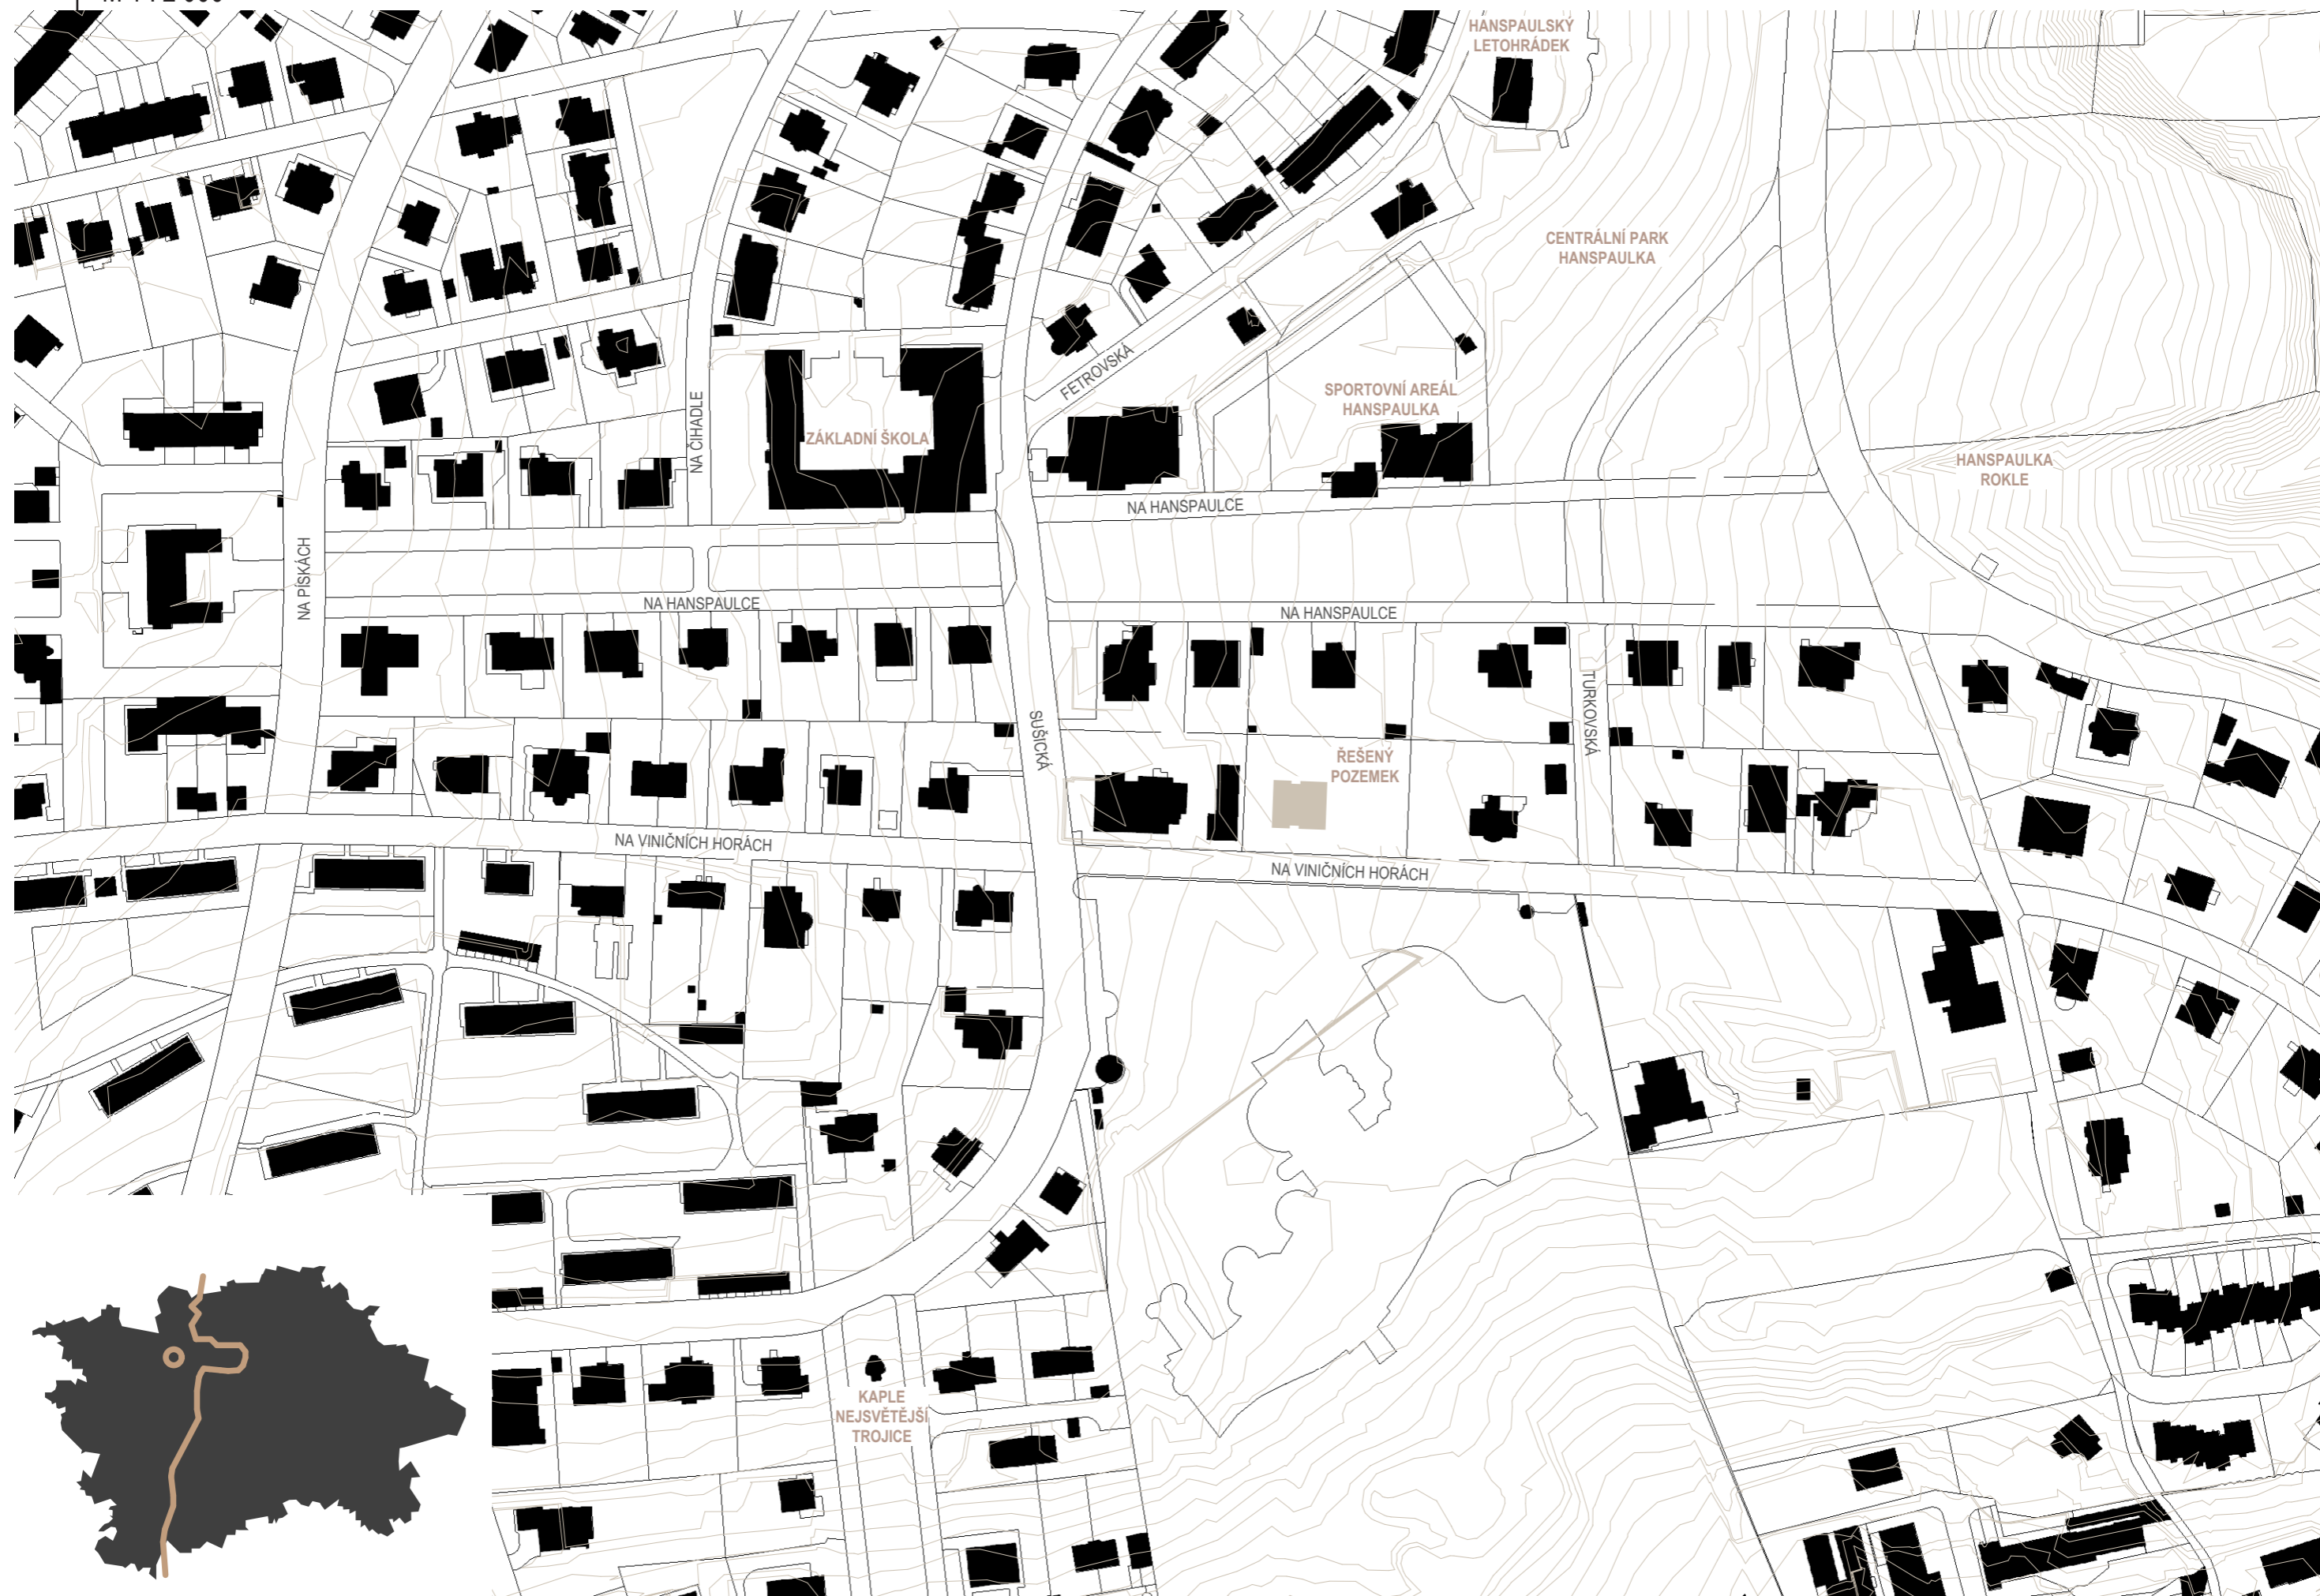 HANSPAULSKÝ
LETOHRÁDEK
CENTRÁLNÍ PARK
HANSPAULKA
FETROVSKÁ
SPORTOVNÍ AREÁL
HANSPAULKA
NA ČIHADLE
ZÁKLADNÍ ŠKOLA
HANSPAULKA
ROKLE
NA HANSPAULCE
NA PÍSKÁCH
NA HANSPAULCE
NA HANSPAULCE
TURKOVSKÁ
SUŠICKÁ
ŘEŠENÝ
POZEMEK
NA VINIČNÍCH HORÁCH
NA VINIČNÍCH HORÁCH
KAPLE
NEJSVĚTĚJŠÍ
TROJICE